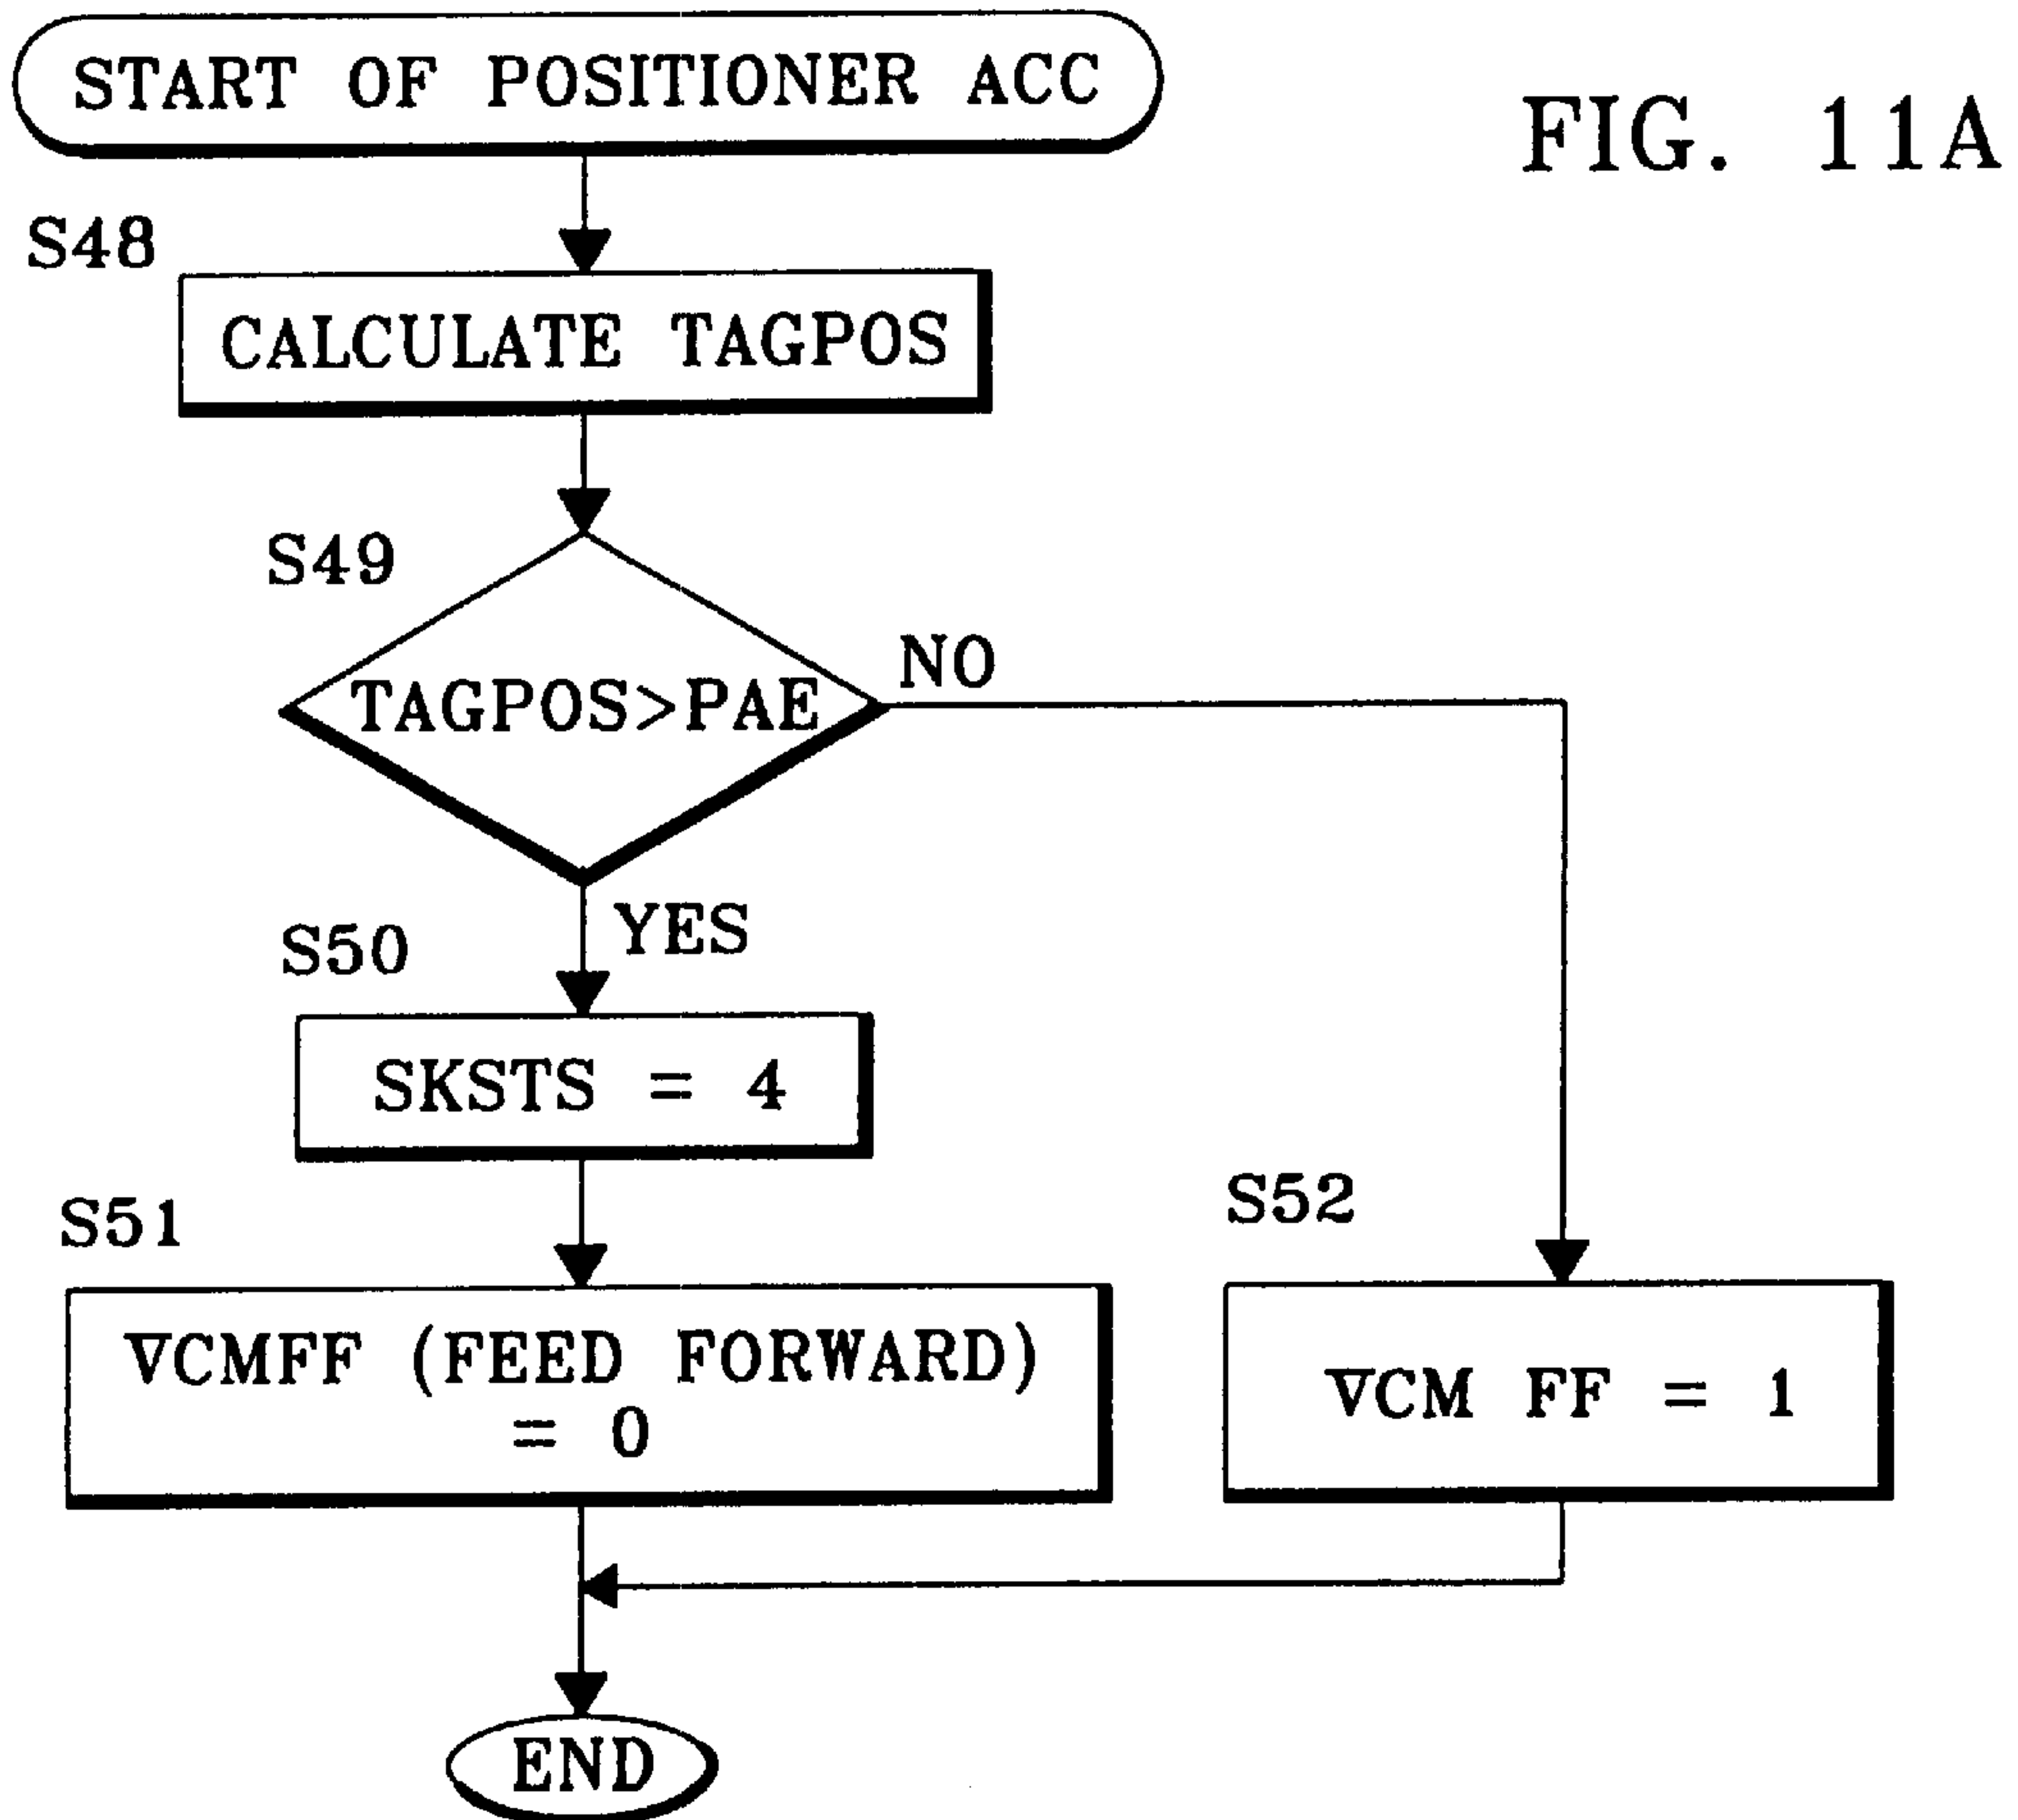 START OF POSITIONER ACC
FIG. 11A
S48
CALCULATE TAGPOS
S49
TAGPOS>PAE
NO
YES
S50
SKSTS = 4
S51
VCMFF (FEED FORWARD)
= 0
S52
VCM FF = 1
END